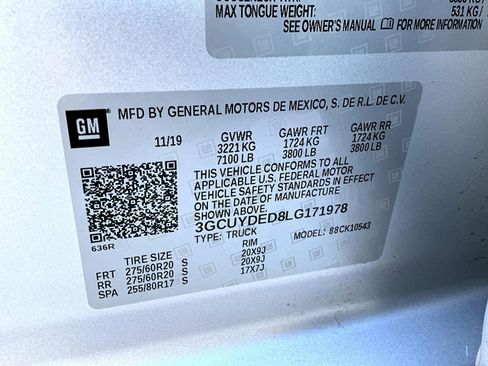 MAX TONGUE WEIGHT:
531 KG /
SEE OWNER'S MANUAL FOR MORE INFORMATION
GM
MFD BY GENERAL MOTORS DE MEXICO, S. DE R.L. DE C.V.
11/19 GVWR GAWR FRT GAWR RR
3221 KG 1724 KG 1724 KG
7100 LB 3800 LB 3800 LB
THIS VEHICLE CONFORMS TO ALL
APPLICABLE U.S. FEDERAL MOTOR
VEHICLE SAFETY STANDARDS IN EFFECT
ON THE DATE OF MANUFACTURE SHOWN ABOVE.
3GCUYDED8LG171978
TYPE: TRUCK MODEL: 88CK10543
636R
TIRE SIZE RIM
FRT 275/60R20 S 20X9J
RR 275/60R20 S 20X9J
SPA 255/80R17 S 17X7J